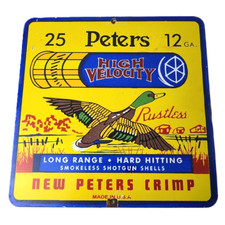 25 Peters 12 GA.
HIGH
VELOCITY
Rustless
LONG RANGE • HARD HITTING
SMOKELESS SHOTGUN SHELLS
NEW PETERS CRIMP
MADE IN U.S.A.